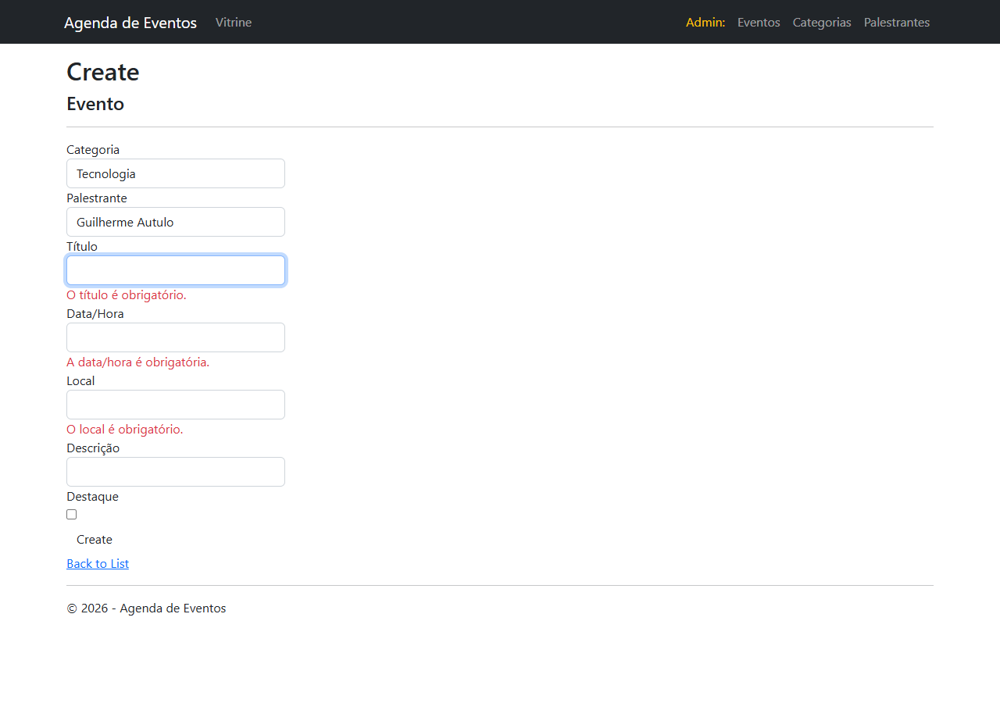 Agenda de Eventos Vitrine Admin: Eventos Categorias Palestrantes
Create
Evento
Categoria
Tecnologia
Palestrante
Guilherme Autulo
Título
O título é obrigatório.
Data/Hora
A data/hora é obrigatória.
Local
O local é obrigatório.
Descrição
Destaque
Create
Back to List
© 2026 - Agenda de Eventos